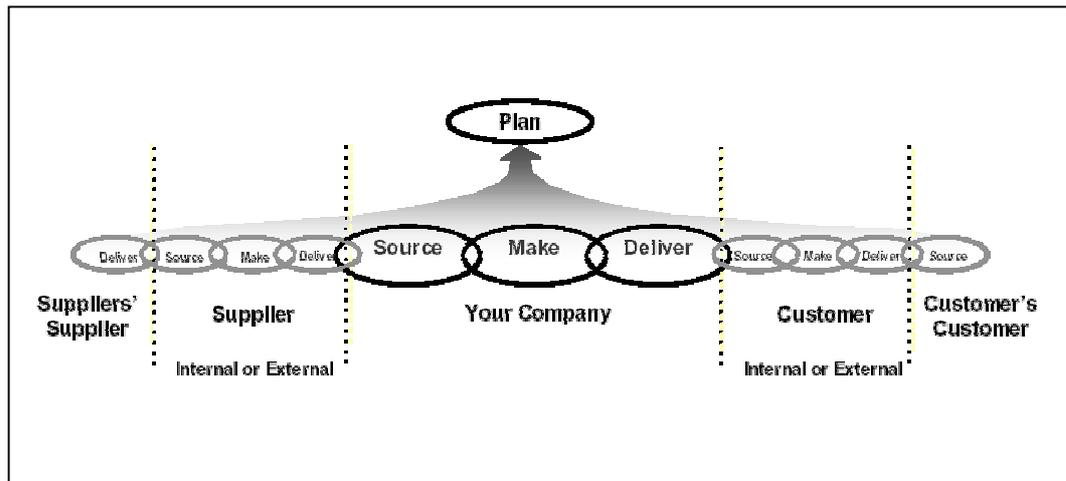 Plan
Deliver Source Make Deliver Source Make Deliver Source Make Deliver Source
Suppliers’
Supplier
Supplier
Your Company
Customer
Customer’s
Customer
Internal or External
Internal or External